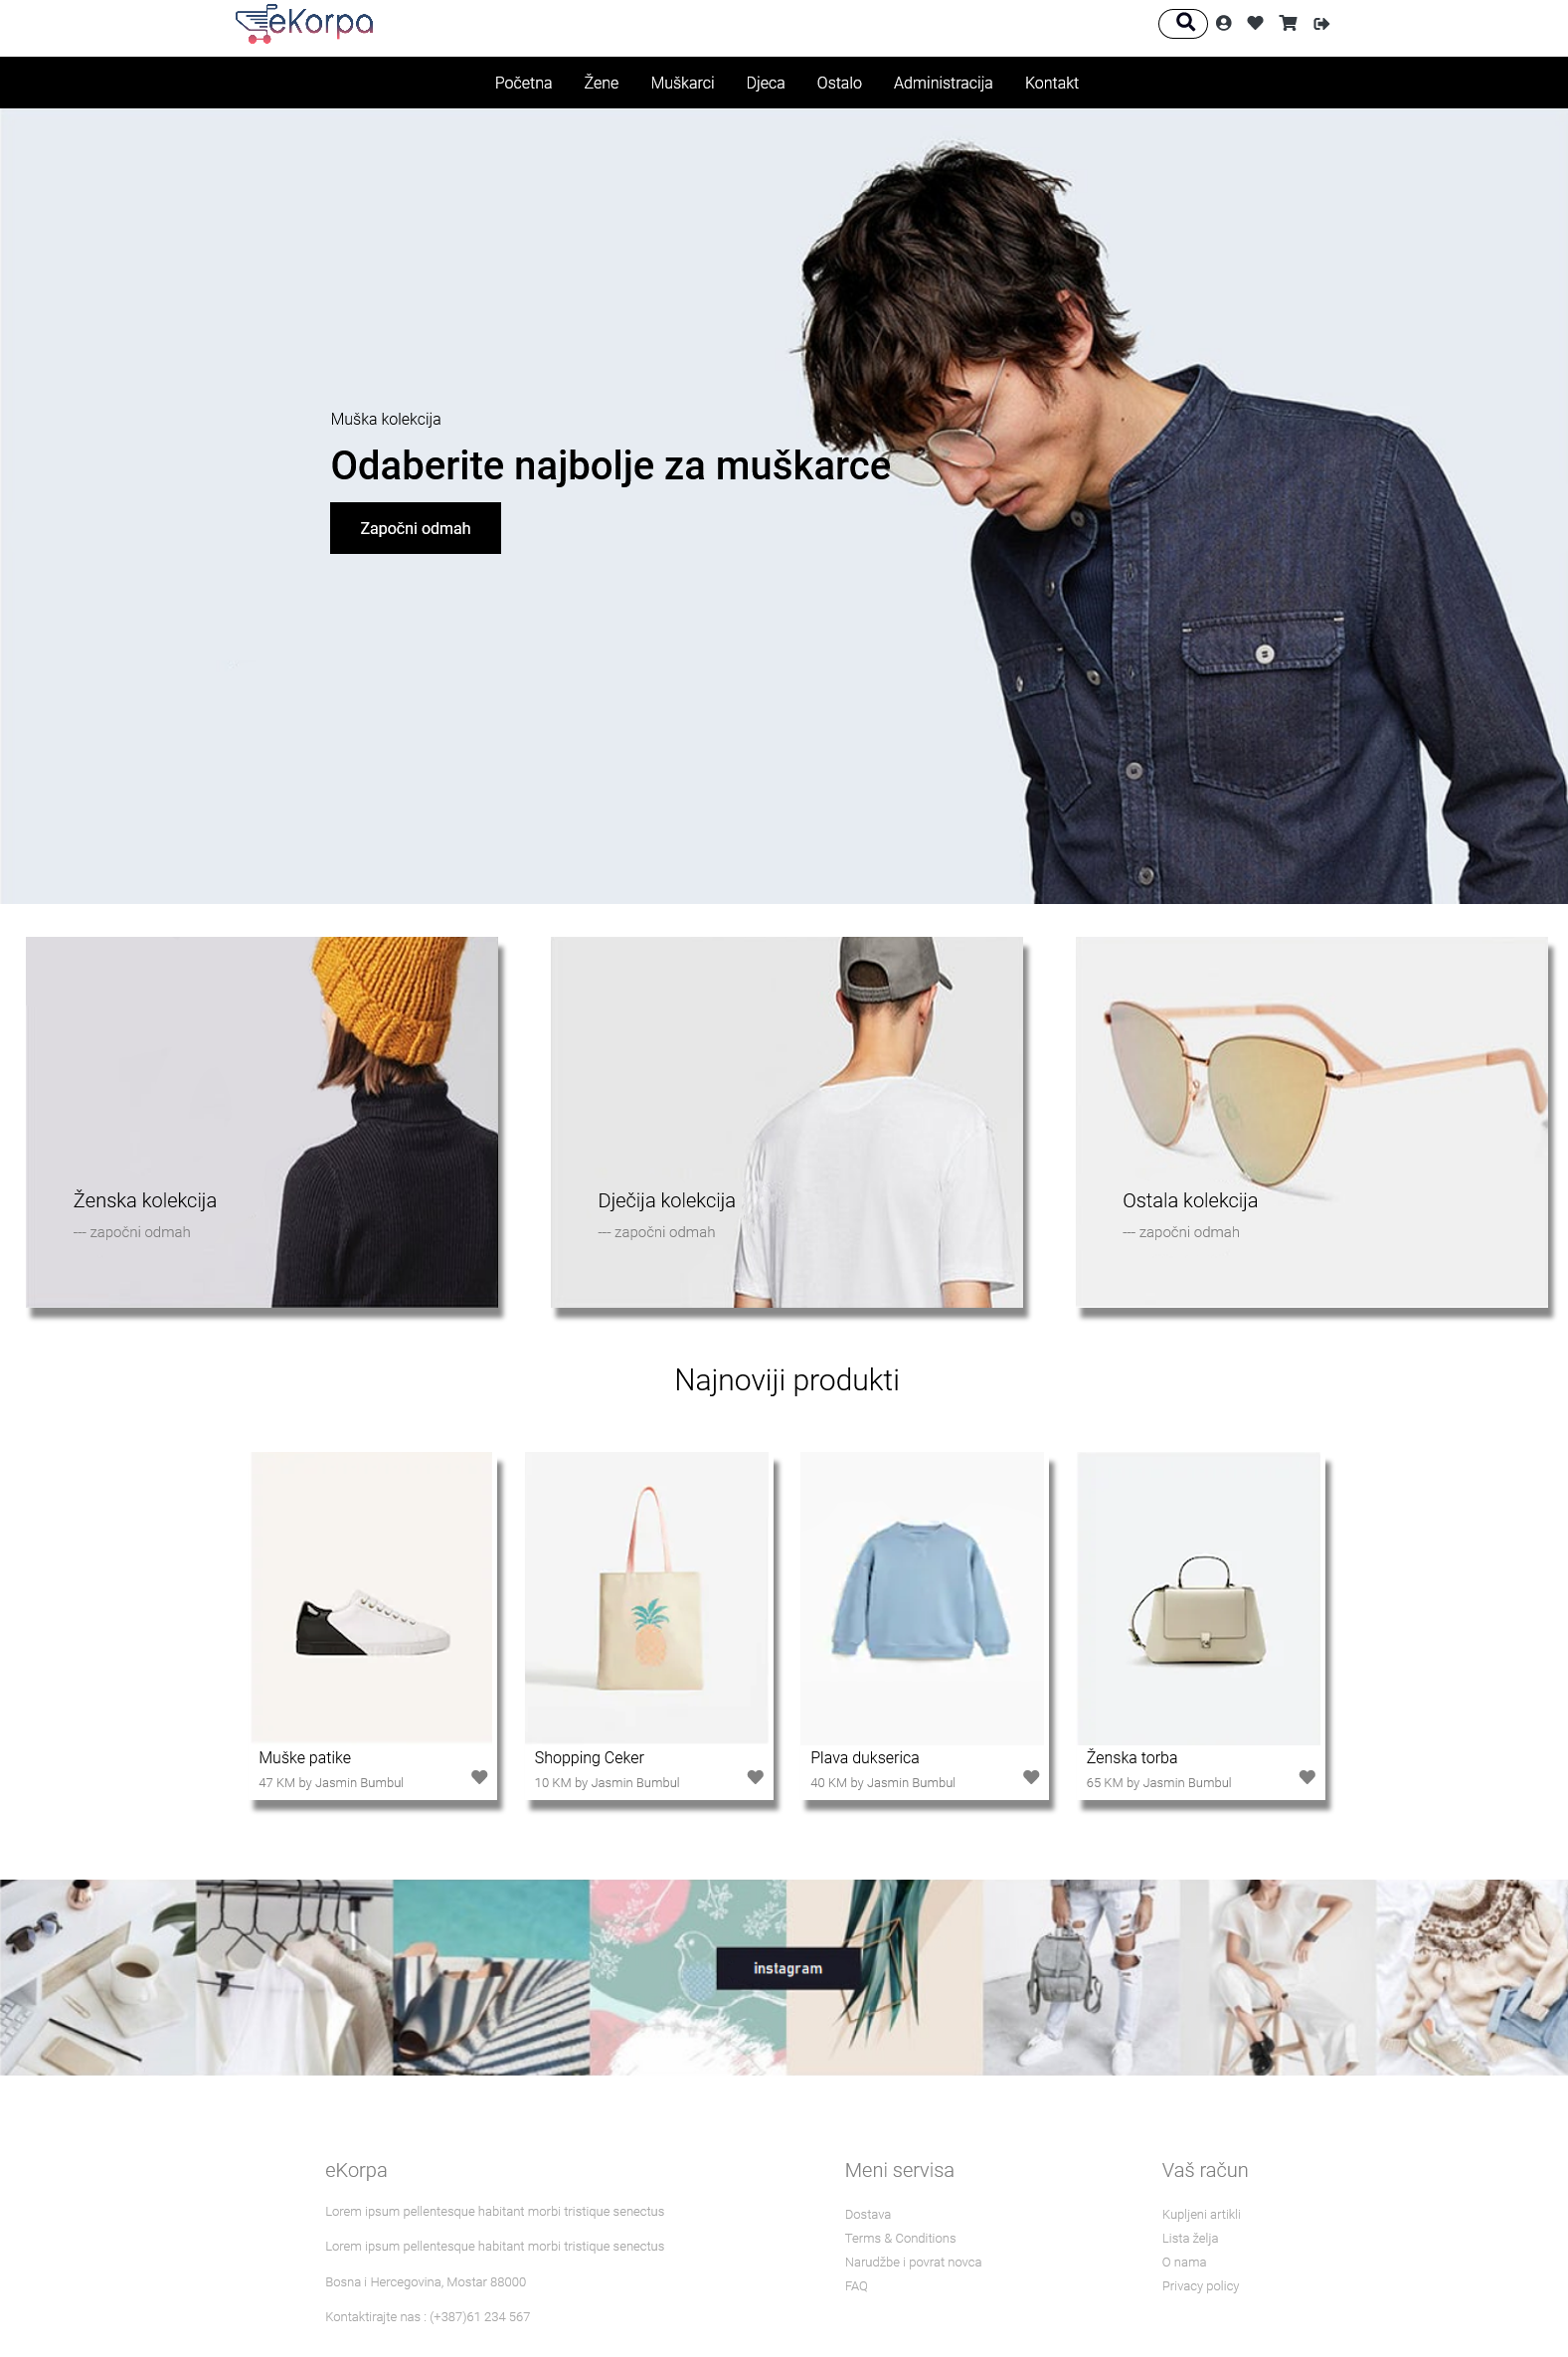 eKorpa
Početna Žene Muškarci Djeca Ostalo Administracija Kontakt
Muška kolekcija
Odaberite najbolje za muškarce
Započni odmah
Ženska kolekcija
--- započni odmah
Dječija kolekcija
--- započni odmah
Ostala kolekcija
--- započni odmah
Najnoviji produkti
Muške patike
47 KM by Jasmin Bumbul
Shopping Ceker
10 KM by Jasmin Bumbul
Plava dukserica
40 KM by Jasmin Bumbul
Ženska torba
65 KM by Jasmin Bumbul
instagram
eKorpa
Lorem ipsum pellentesque habitant morbi tristique senectus
Lorem ipsum pellentesque habitant morbi tristique senectus
Bosna i Hercegovina, Mostar 88000
Kontaktirajte nas : (+387)61 234 567
Meni servisa
Dostava
Terms & Conditions
Narudžbe i povrat novca
FAQ
Vaš račun
Kupljeni artikli
Lista želja
O nama
Privacy policy